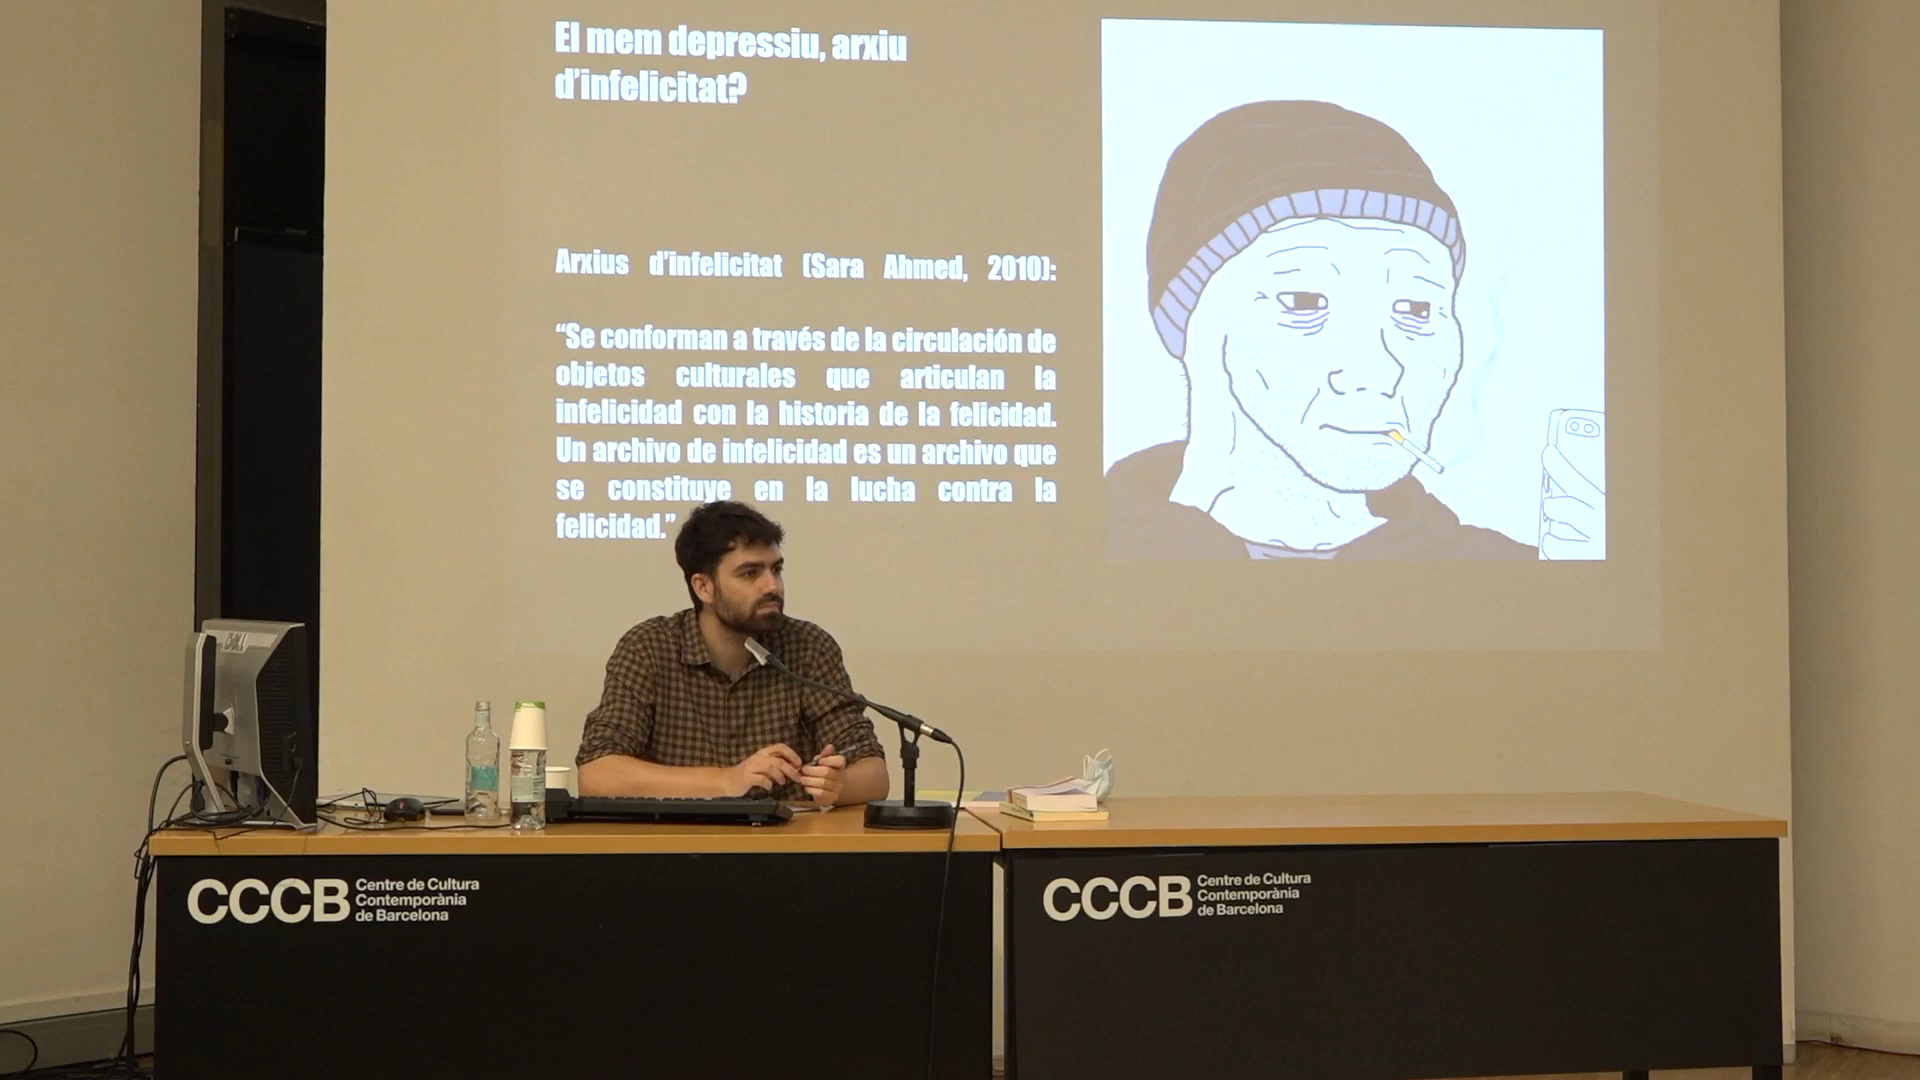 El mem depressiu, arxiu
d'infelicitat?
Arxius d'infelicitat (Sara Ahmed, 2010):
“Se conforman a través de la circulación de
objetos culturales que articulan la
infelicidad con la historia de la felicidad.
Un archivo de infelicidad es un archivo que
se constituye en la lucha contra la
felicidad.”
CCCB
Centre de Cultura
Contemporània
de Barcelona
CCCB
Centre de Cultura
Contemporània
de Barcelona